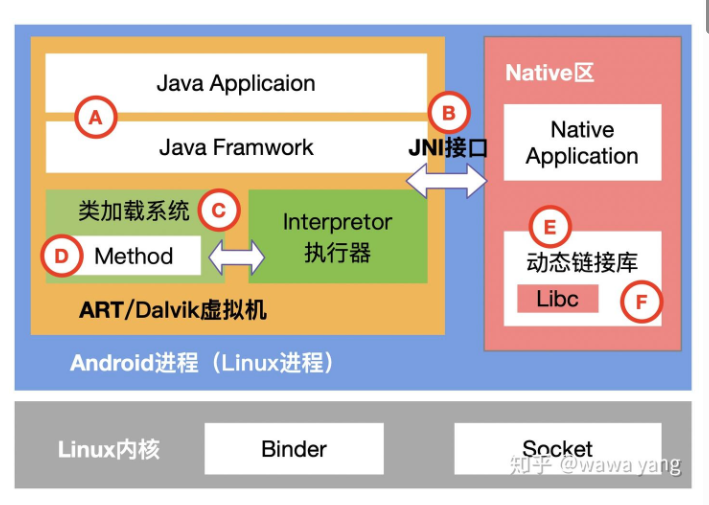 Java Applicaion
A
Java Framwork
B
JNI接口
Native区
Native
Application
类加载系统
C
D
Method
Interpretor
执行器
E
动态链接库
Libc
F
ART/Dalvik虚拟机
Android进程（Linux进程）
Linux内核
Binder
Socket
知乎 @wawa yang